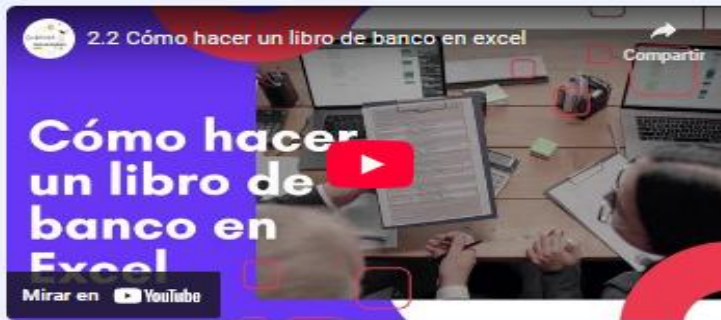 2.2 Cómo hacer un libro de banco en excel
Compartir
Cómo hacer
un libro de
banco en
Excel
Mirar en YouTube